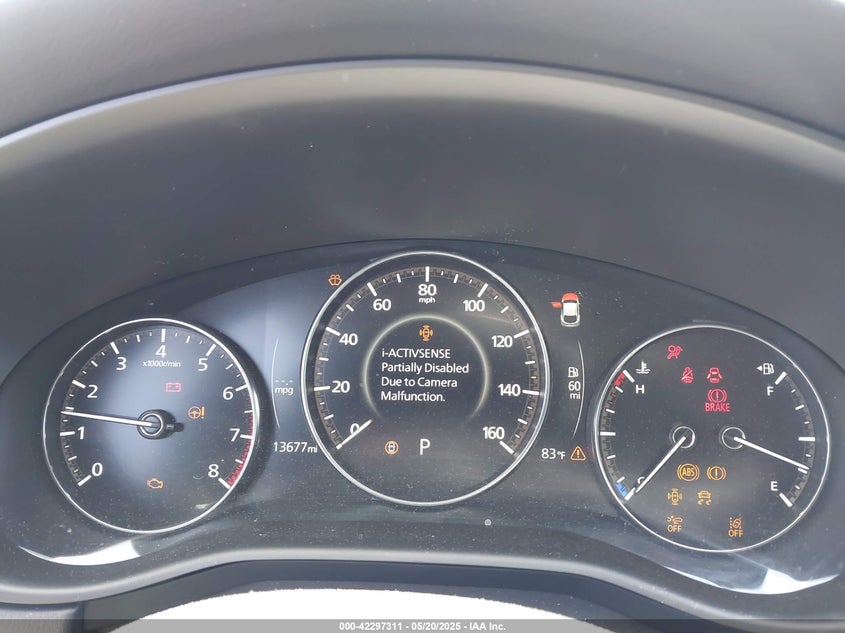 0
1
2
3
4
5
6
7
8
x1000r/min
mpg
13677mi
0
20
40
60
80
100
120
140
160
mph
i-ACTIVSENSE
Partially Disabled
Due to Camera
Malfunction.
P
60
mi
83°F
H
C
F
E
BRAKE
ABS
OFF
OFF
000-42297311 — 05/20/2025 — IAA Inc.